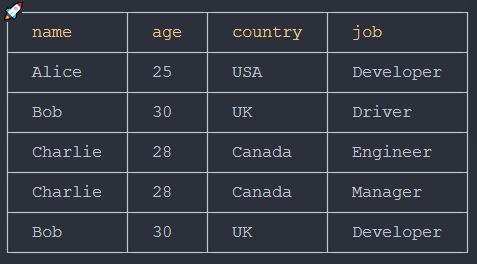 name age country job
Alice 25 USA Developer
Bob 30 UK Driver
Charlie 28 Canada Engineer
Charlie 28 Canada Manager
Bob 30 UK Developer